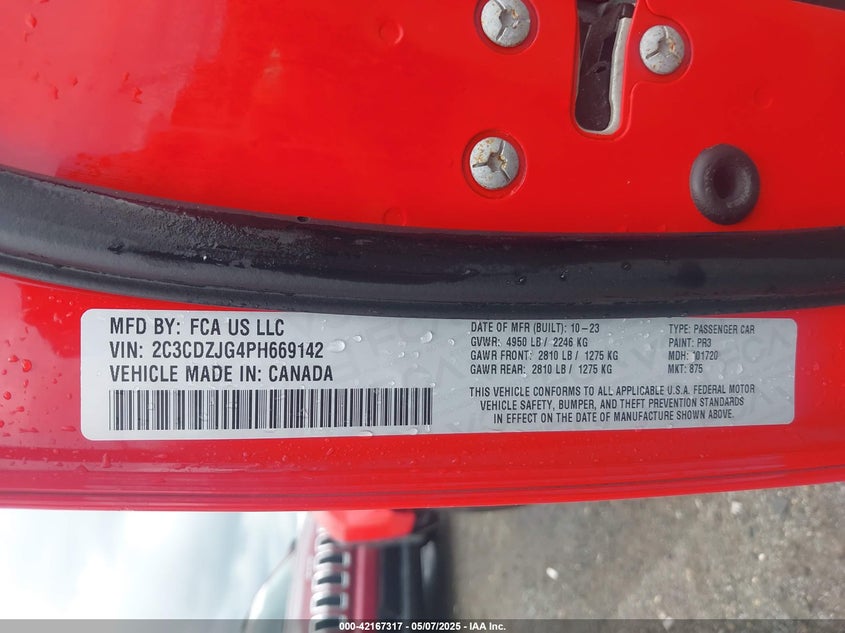 MFD BY: FCA US LLC
VIN: 2C3CDZJG4PH669142
VEHICLE MADE IN: CANADA
DATE OF MFR (BUILT): 10-23
GVWR: 4950 LB / 2246 KG
GAWR FRONT: 2810 LB / 1275 KG
GAWR REAR: 2810 LB / 1275 KG
TYPE: PASSENGER CAR
PAINT: PR3
MDH: 101720
MKT: 875
THIS VEHICLE CONFORMS TO ALL APPLICABLE U.S.A. FEDERAL MOTOR
VEHICLE SAFETY, BUMPER, AND THEFT PREVENTION STANDARDS
IN EFFECT ON THE DATE OF MANUFACTURE SHOWN ABOVE.
000-42167317 - 05/07/2025 - IAA Inc.